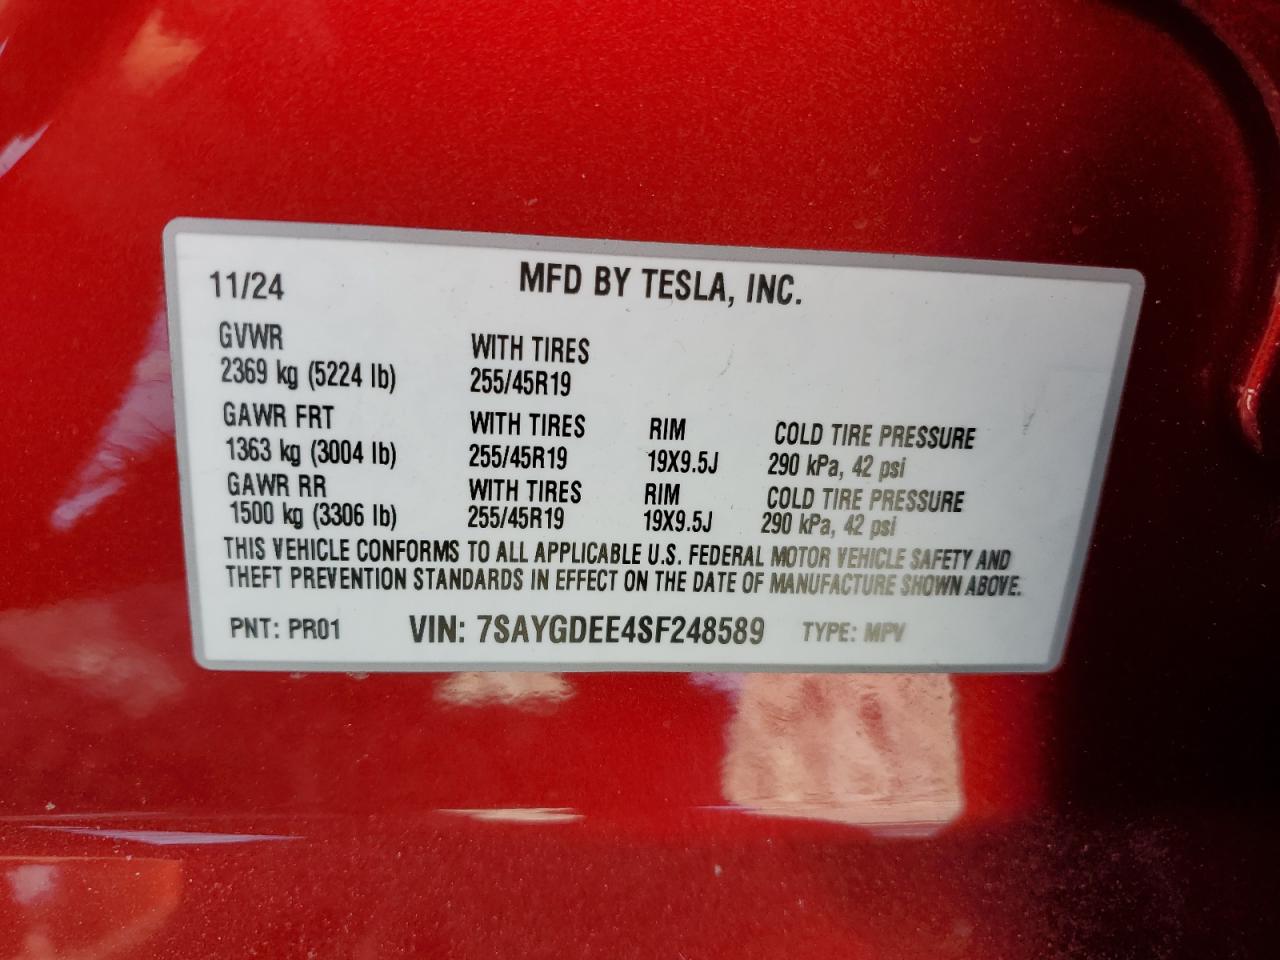 11/24 MFD BY TESLA, INC.
GVWR WITH TIRES
2369 kg (5224 lb) 255/45R19
GAWR FRT WITH TIRES RIM COLD TIRE PRESSURE
1363 kg (3004 lb) 255/45R19 19X9.5J 290 kPa, 42 psi
GAWR RR WITH TIRES RIM COLD TIRE PRESSURE
1500 kg (3306 lb) 255/45R19 19X9.5J 290 kPa, 42 psi
THIS VEHICLE CONFORMS TO ALL APPLICABLE U.S. FEDERAL MOTOR VEHICLE SAFETY AND
THEFT PREVENTION STANDARDS IN EFFECT ON THE DATE OF MANUFACTURE SHOWN ABOVE.
PNT: PR01 VIN: 7SAYGDEE4SF248589 TYPE: MPV